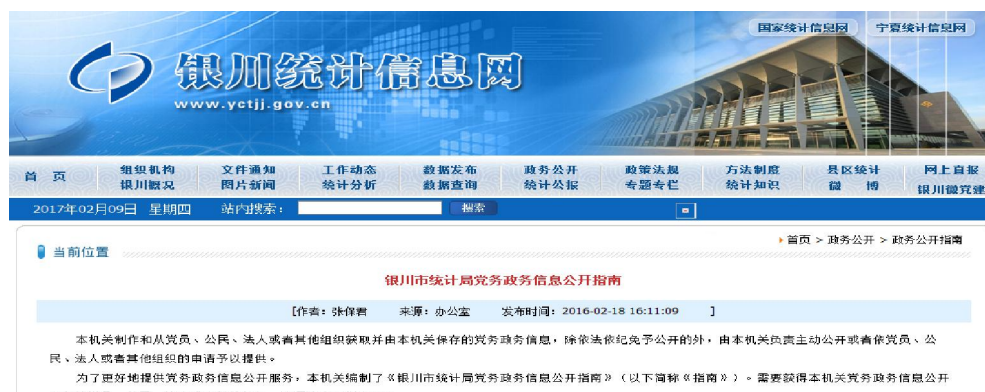 国家统计信息网 宁夏统计信息网
银川统计信息网
www.yctjj.gov.cn
首 页 组织机构 文件通知 工作动态 数据发布 政务公开 政策法规 方法制度 县区统计 网上直报
银川概况 图片新闻 统计分析 数据查询 统计公报 专题专栏 统计知识 微 博 银川微党建
2017年02月09日 星期四 站内搜索： 搜索
当前位置 首页 > 政务公开 > 政务公开指南
银川市统计局党务政务信息公开指南
[作者：张保君 来源：办公室 发布时间：2016-02-18 16:11:09 ]
本机关制作和从党员、公民、法人或者其他组织获取并由本机关保存的党务政务信息，除依法依纪免予公开的外，由本机关负责主动公开或者依党员、公
民、法人或者其他组织的申请予以提供。
为了更好地提供党务政务信息公开服务，本机关编制了《银川市统计局党务政务信息公开指南》（以下简称《指南》）。需要获得本机关党务政务信息公开